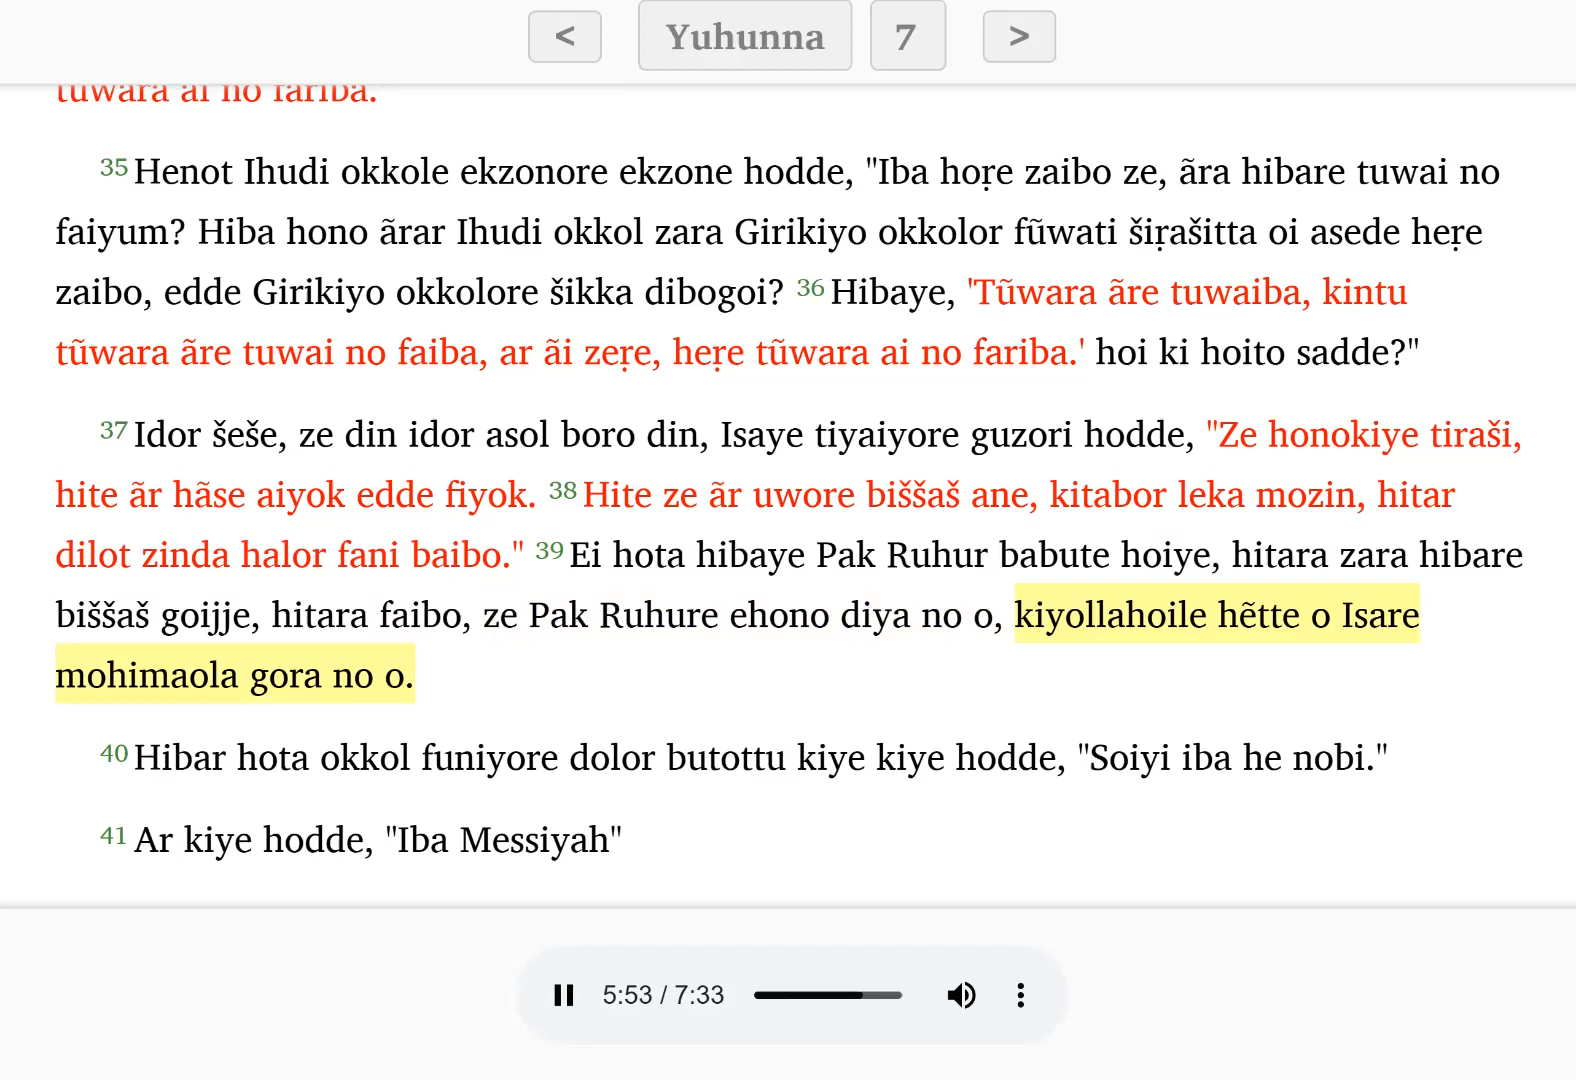 < Yuhunna 7 >
tũwara ai no fariba.
35 Henot Ihudi okkole ekzonore ekzone hodde, "Iba hoṛe zaibo ze, ãra hibare tuwai no
faiyum? Hiba hono ãrar Ihudi okkol zara Girikiyo okkolor fũwati šiṛašitta oi asede heṛe
zaibo, edde Girikiyo okkolore šikka dibogoi? 36 Hibaye, 'Tũwara ãre tuwaiba, kintu
tũwara ãre tuwai no faiba, ar ãi zeṛe, heṛe tũwara ai no fariba.' hoi ki hoito sadde?"
37 Idor šeše, ze din idor asol boro din, Isaye tiyaiyore guzori hodde, "Ze honokiye tiraši,
hite ãr hãse aiyok edde fiyok. 38 Hite ze ãr uwore biššaš ane, kitabor leka mozin, hitar
dilot zinda halor fani baibo." 39 Ei hota hibaye Pak Ruhur babute hoiye, hitara zara hibare
biššaš goijje, hitara faibo, ze Pak Ruhure ehono diya no o, kiyollahoile hẽtte o Isare
mohimaola gora no o.
40 Hibar hota okkol funiyore dolor butottu kiye kiye hodde, "Soiyi iba he nobi."
41 Ar kiye hodde, "Iba Messiyah"
5:53 / 7:33